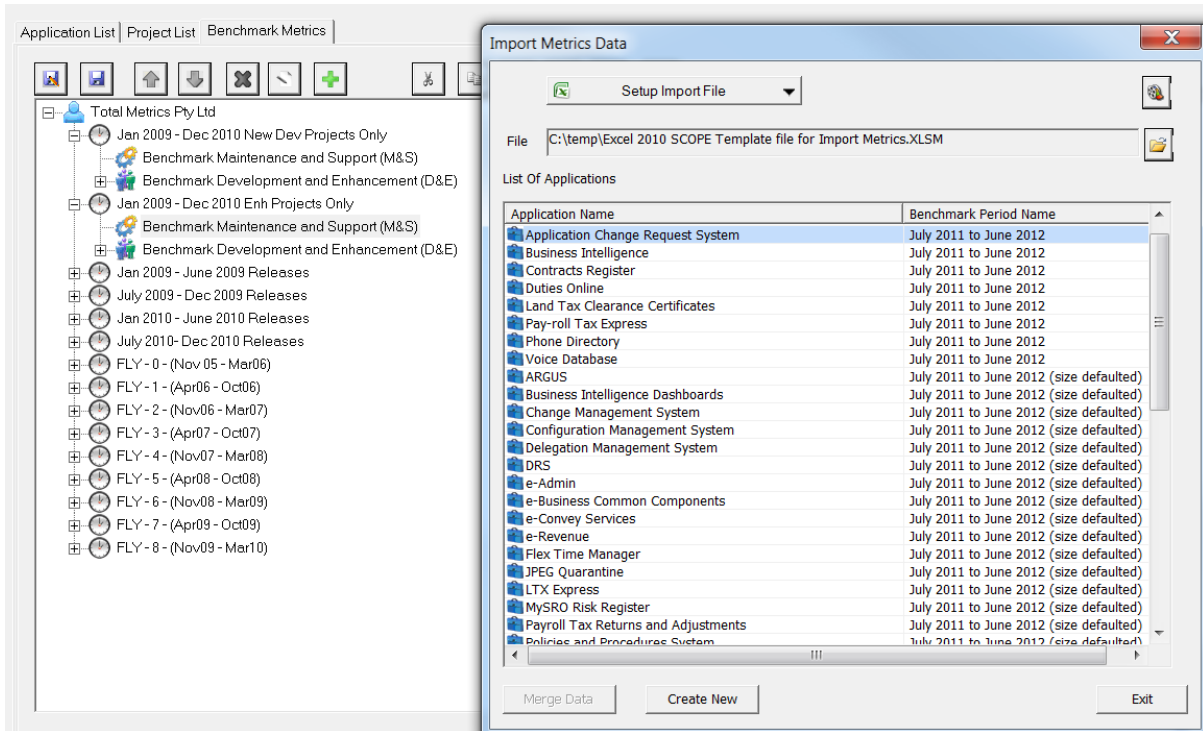 Application List Project List Benchmark Metrics
Total Metrics Pty Ltd
Jan 2009 - Dec 2010 New Dev Projects Only
Benchmark Maintenance and Support (M&S)
Benchmark Development and Enhancement (D&E)
Jan 2009 - Dec 2010 Enh Projects Only
Benchmark Maintenance and Support (M&S)
Benchmark Development and Enhancement (D&E)
Jan 2009 - June 2009 Releases
July 2009 - Dec 2009 Releases
Jan 2010 - June 2010 Releases
July 2010- Dec 2010 Releases
FLY - 0 - (Nov 05 - Mar06)
FLY - 1 - (Apr06 - Oct06)
FLY - 2 - (Nov06 - Mar07)
FLY - 3 - (Apr07 - Oct07)
FLY - 4 - (Nov07 - Mar08)
FLY - 5 - (Apr08 - Oct08)
FLY - 6 - (Nov08 - Mar09)
FLY - 7 - (Apr09 - Oct09)
FLY - 8 - (Nov09 - Mar10)
Import Metrics Data
Setup Import File
File C:\temp\Excel 2010 SCOPE Template file for Import Metrics.XLSM
List Of Applications
Application Name Benchmark Period Name
Application Change Request System July 2011 to June 2012
Business Intelligence July 2011 to June 2012
Contracts Register July 2011 to June 2012
Duties Online July 2011 to June 2012
Land Tax Clearance Certificates July 2011 to June 2012
Pay-roll Tax Express July 2011 to June 2012
Phone Directory July 2011 to June 2012
Voice Database July 2011 to June 2012
ARGUS July 2011 to June 2012 (size defaulted)
Business Intelligence Dashboards July 2011 to June 2012 (size defaulted)
Change Management System July 2011 to June 2012 (size defaulted)
Configuration Management System July 2011 to June 2012 (size defaulted)
Delegation Management System July 2011 to June 2012 (size defaulted)
DRS July 2011 to June 2012 (size defaulted)
e-Admin July 2011 to June 2012 (size defaulted)
e-Business Common Components July 2011 to June 2012 (size defaulted)
e-Convey Services July 2011 to June 2012 (size defaulted)
e-Revenue July 2011 to June 2012 (size defaulted)
Flex Time Manager July 2011 to June 2012 (size defaulted)
JPEG Quarantine July 2011 to June 2012 (size defaulted)
LTX Express July 2011 to June 2012 (size defaulted)
MySRO Risk Register July 2011 to June 2012 (size defaulted)
Payroll Tax Returns and Adjustments July 2011 to June 2012 (size defaulted)
Policies and Procedures System July 2011 to June 2012 (size defaulted)
Merge Data Create New Exit